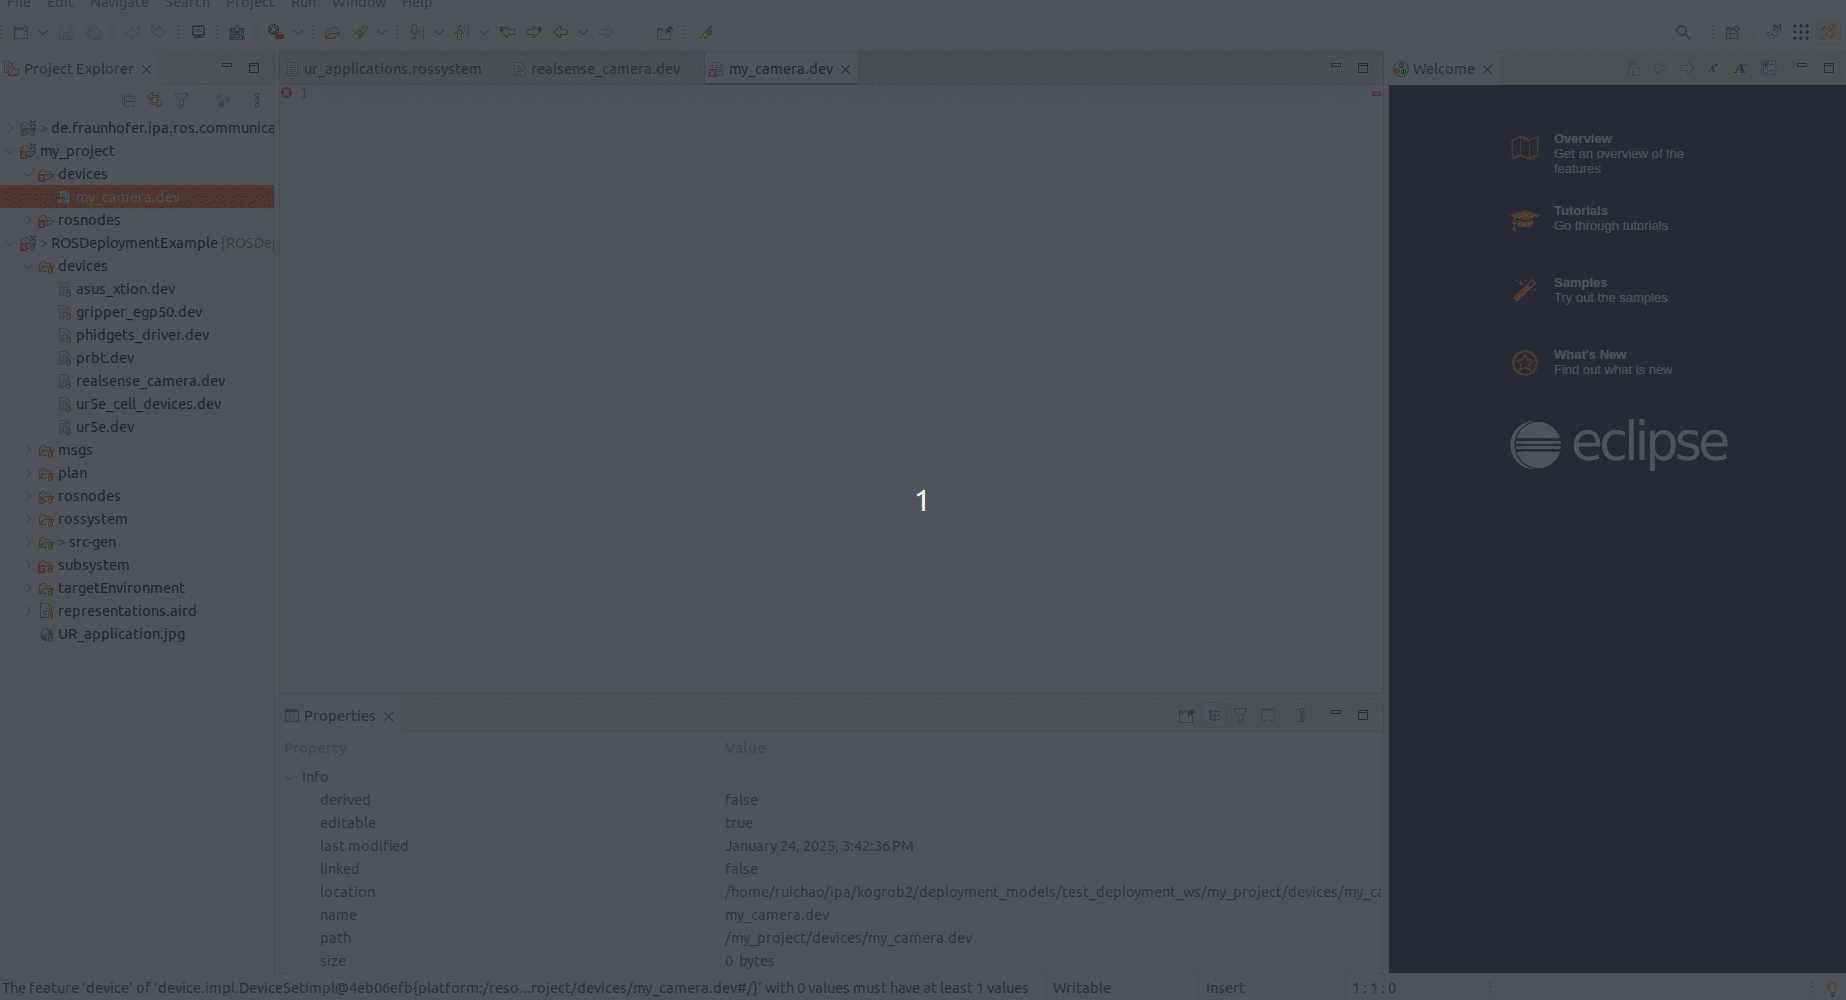 File Edit Navigate Search Project Run Window Help
Project Explorer
ur_applications.rossystem
realsense_camera.dev
my_camera.dev
Welcome
1
> de.fraunhofer.ipa.ros.communica
my_project
devices
my_camera.dev
rosnodes
> ROSDeploymentExample [ROSDe
devices
asus_xtion.dev
gripper_egp50.dev
phidgets_driver.dev
prbt.dev
realsense_camera.dev
ur5e_cell_devices.dev
ur5e.dev
msgs
plan
rosnodes
rossystem
> src-gen
subsystem
targetEnvironment
representations.aird
UR_application.jpg
1
Overview
Get an overview of the
features
Tutorials
Go through tutorials
Samples
Try out the samples
What's New
Find out what is new
eclipse
Properties
Property Value
Info
derived false
editable true
last modified January 24, 2025, 3:42:36 PM
linked false
location /home/ruichao/ipa/kogrob2/deployment_models/test_deployment_ws/my_project/devices/my_ca
name my_camera.dev
path /my_project/devices/my_camera.dev
size 0 bytes
The feature 'device' of 'device.impl.DeviceSetImpl@4eb06efb{platform:/reso...roject/devices/my_camera.dev#/}' with 0 values must have at least 1 values
Writable
Insert
1 : 1 : 0